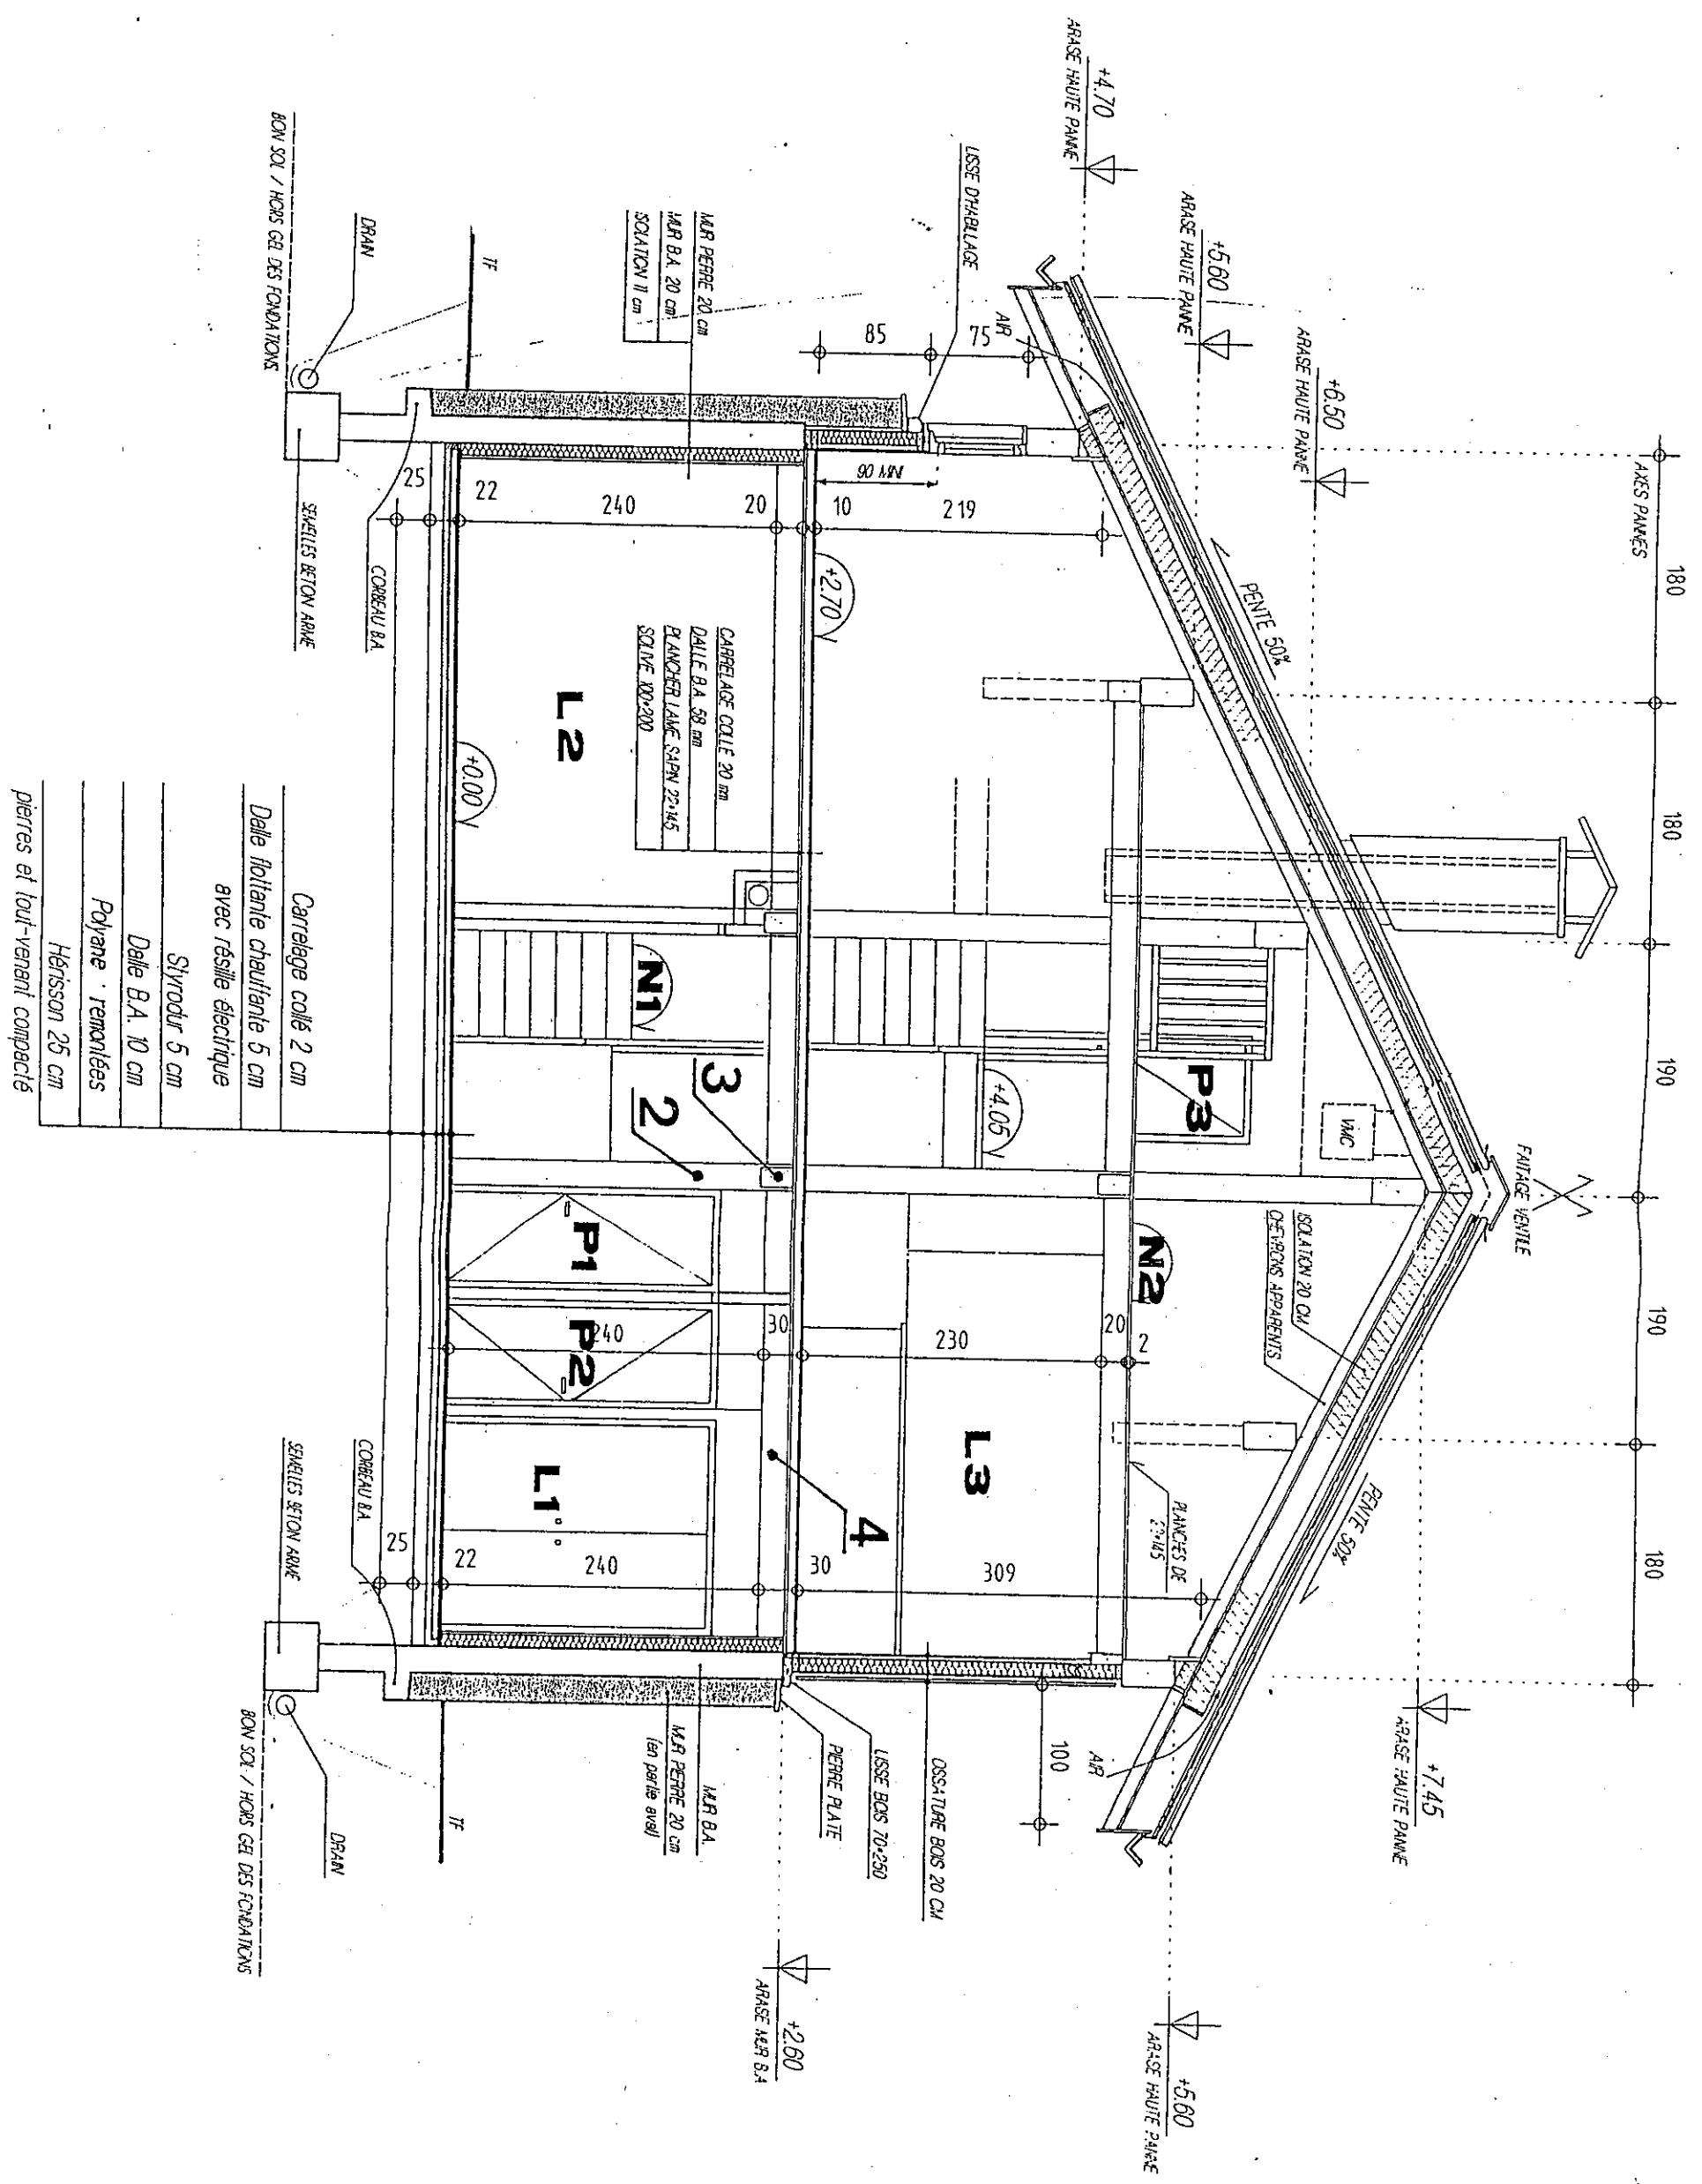 AXES PANNES
180
180
190
190
180
+4.70
ARASE HAUTE PANNE
+5.60
ARASE HAUTE PANNE
+6.50
ARASE HAUTE PANNE
FAITAGE VENTILE
+7.45
ARASE HAUTE PANNE
+5.60
ARASE HAUTE PANNE
+2.60
ARASE MUR B.A
PENTE 50%
PENTE 50%
ISOLATION 20 CM
CHEVRONS APPARENTS
VMC
AIR
AIR
LISSE D'HABILLAGE
75
85
90 MINI
219
10
20
240
22
25
MUR PIERRE 20 cm
MUR B.A. 20 cm
ISOLATION 11 cm
+2.70
CARRELAGE COLLE 20 mm
DALLE B.A. 58 mm
PLANCHER LAME SAPIN 22*145
SOLIVE 100*200
P3
N2
+4.05
20
2
230
30
240
L3
PLANCHES DE
22*145
100
309
30
240
22
25
OSSATURE BOIS 20 CM
LISSE BOIS 70*250
PIERRE PLATE
MUR B.A.
MUR PIERRE 20 cm
(en partie aval)
L2
+0.00
N1
3
2
P1
P2
4
L1
TF
TF
DRAIN
DRAIN
CORBEAU B.A.
CORBEAU B.A.
SEMELLES BETON ARME
SEMELLES BETON ARME
BON SOL / HORS GEL DES FONDATIONS
BON SOL / HORS GEL DES FONDATIONS
Carrelage collé 2 cm
Dalle flottante chauffante 5 cm
avec résille électrique
Styrodur 5 cm
Dalle B.A. 10 cm
Polyane : remontées
Hérisson 25 cm
pierres et tout-venant compacté